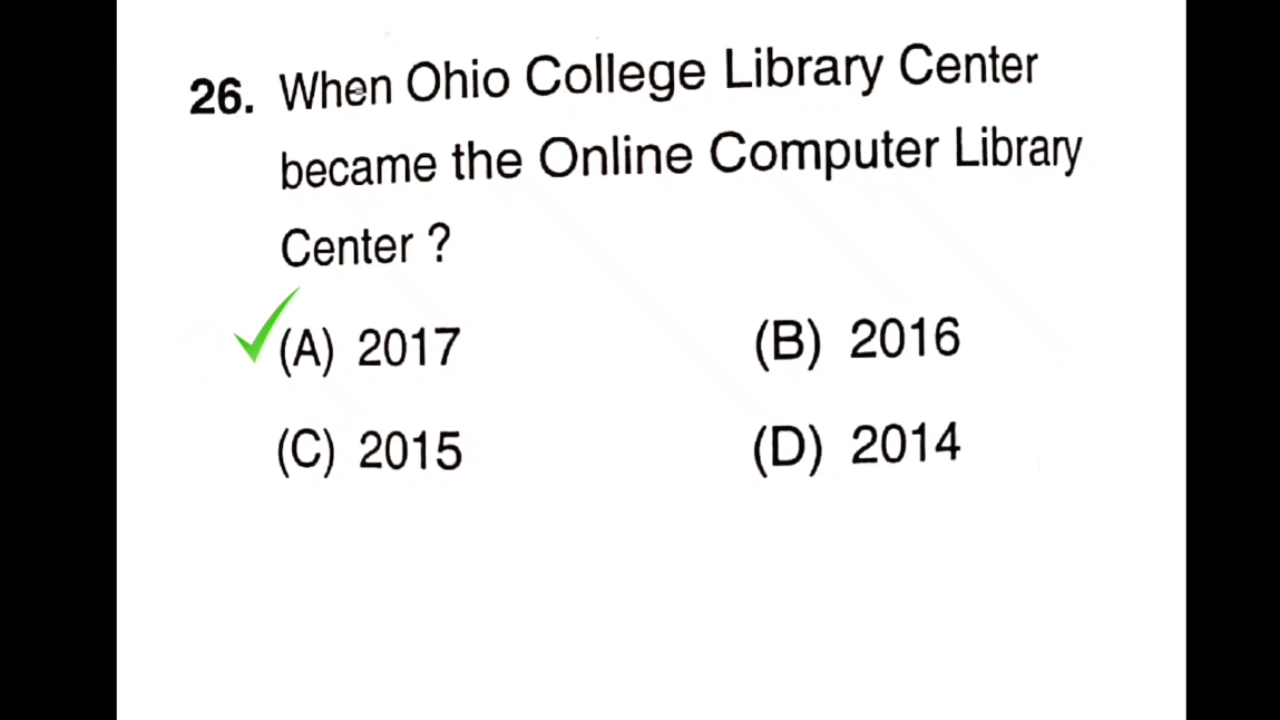 26. When Ohio College Library Center
became the Online Computer Library
Center ?
(A) 2017 (B) 2016
(C) 2015 (D) 2014